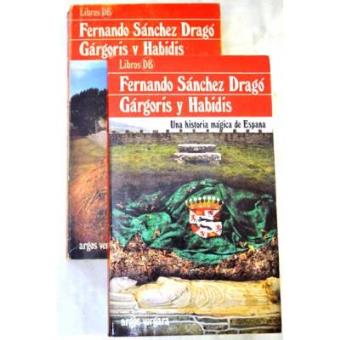 Libros DB
Fernando Sánchez Dragó
Gárgoris y Habidis
argos ver
Libros DB
Fernando Sánchez Dragó
Gárgoris y Habidis
Una historia mágica de España
argos vergara